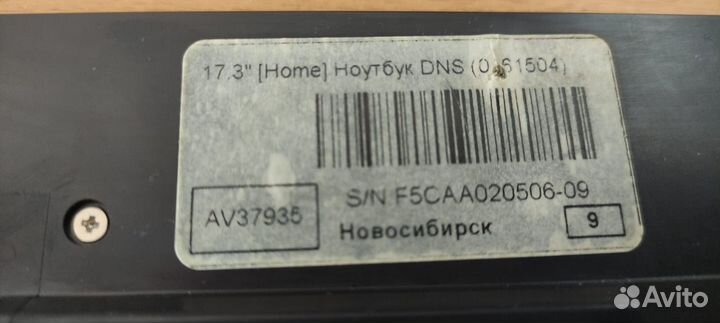 17.3" [Home] Ноутбук DNS
S/N F5CAA020506-09
AV37935
Новосибирск
9
Avito